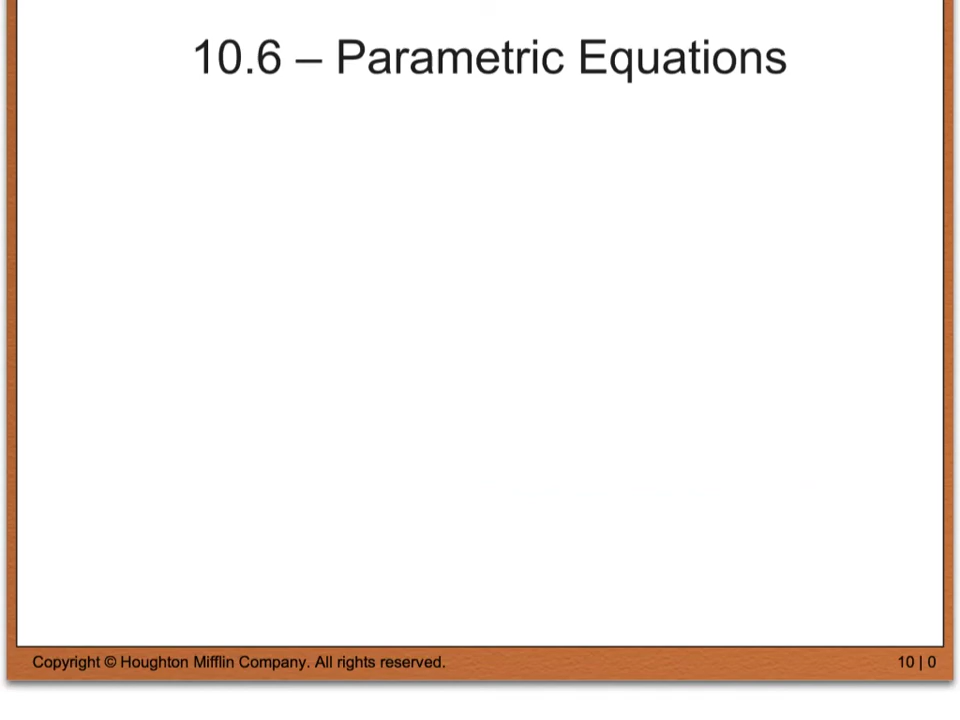 10.6 – Parametric Equations
Copyright © Houghton Mifflin Company. All rights reserved.
10 | 0